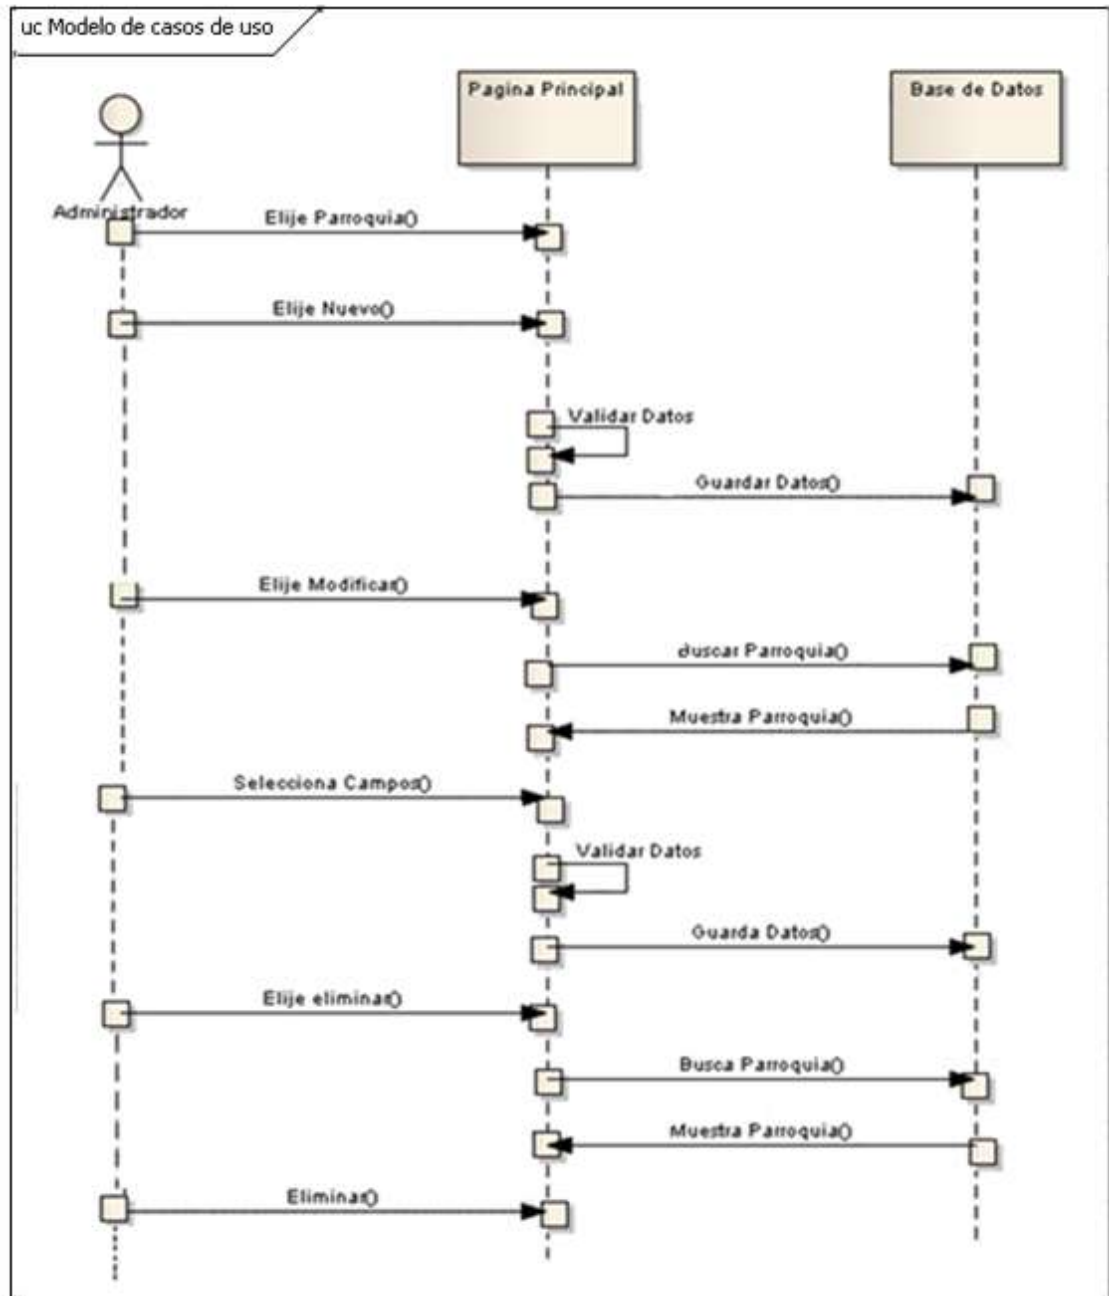 uc Modelo de casos de uso
Pagina Principal
Base de Datos
Administrador
Elije Parroquia()
Elije Nuevo()
Validar Datos
Guardar Datos()
Elije Modificar()
Buscar Parroquia()
Muestra Parroquia()
Selecciona Campos()
Validar Datos
Guarda Datos()
Elije eliminar()
Busca Parroquia()
Muestra Parroquia()
Eliminar()